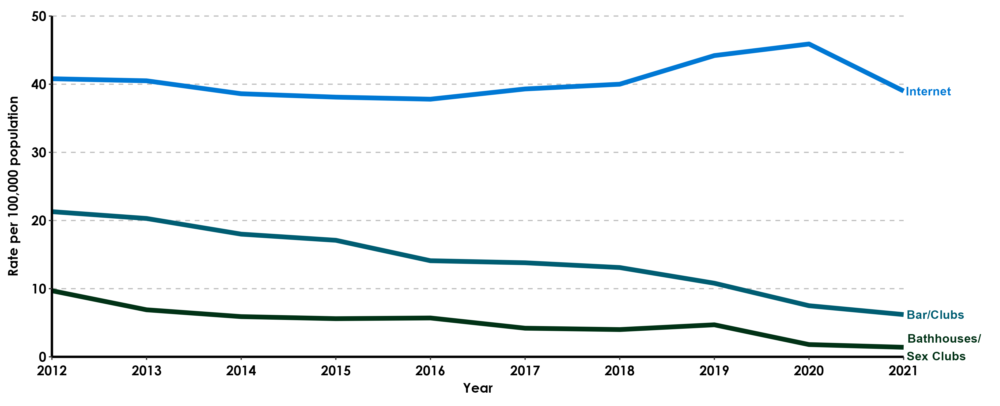 50
40
30
20
10
0
Rate per 100,000 population
Internet
Bar/Clubs
Bathhouses/
Sex Clubs
2012 2013 2014 2015 2016 2017 2018 2019 2020 2021
Year